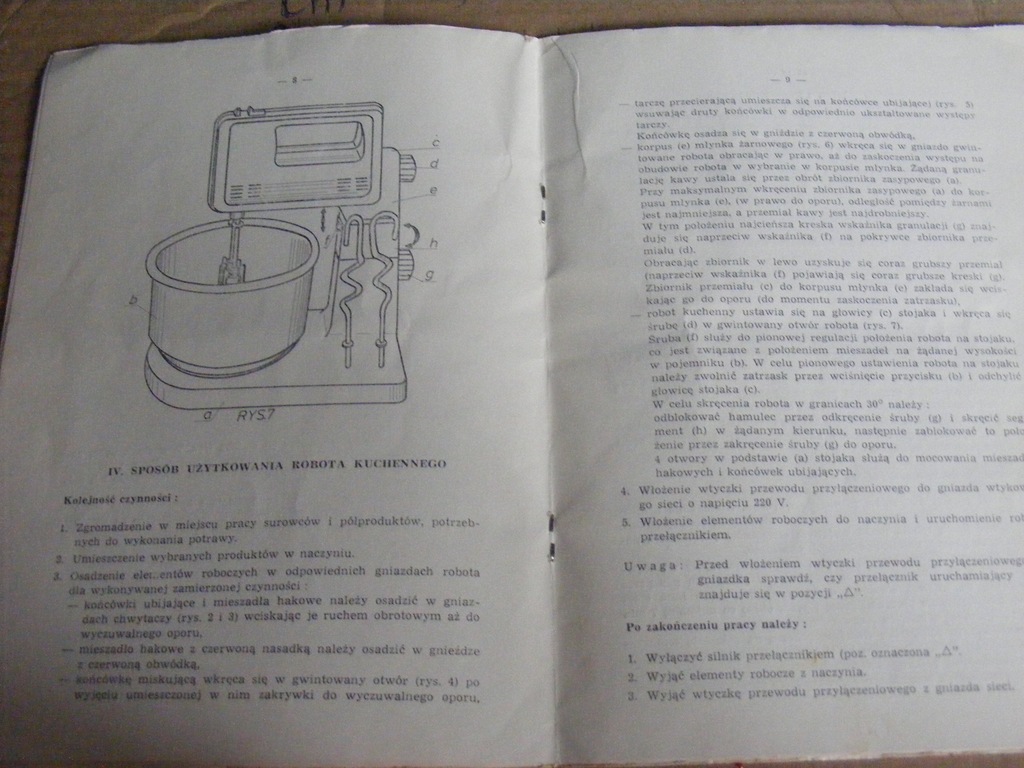 — 8 —
c
d
e
f
h
g
b
a RYS.7
IV. SPOSÓB UŻYTKOWANIA ROBOTA KUCHENNEGO
Kolejność czynności :
1. Zgromadzenie w miejscu pracy surowców i półproduktów, potrzeb-
nych do wykonania potrawy.
2. Umieszczenie wybranych produktów w naczyniu.
3. Osadzenie elementów roboczych w odpowiednich gniazdach robota
dla wykonywanej zamierzonej czynności :
— końcówki ubijające i mieszadła hakowe należy osadzić w gniaz-
dach chwytaczy (rys. 2 i 3) wciskając je ruchem obrotowym aż do
wyczuwalnego oporu,
— mieszadło hakowe z czerwoną nasadką należy osadzić w gnieździe
z czerwoną obwódką,
— końcówkę miksującą wkręca się w gwintowany otwór (rys. 4) po
wyjęciu umieszczonej w nim zakrywki do wyczuwalnego oporu,
— 9 —
— tarczę przecierającą umieszcza się na końcówce ubijającej (rys. 5)
wsuwając druty końcówki w odpowiednio ukształtowane występy
tarczy.
Końcówkę osadza się w gnieździe z czerwoną obwódką,
— korpus (e) młynka żarnowego (rys. 6) wkręca się w gniazdo gwin-
towane robota obracając w prawo, aż do zaskoczenia występu na
obudowie robota w wybranie w korpusie młynka. Żądaną granu-
lację kawy ustala się przez obrót zbiornika zasypowego (a).
Przy maksymalnym wkręceniu zbiornika zasypowego (a) do kor-
pusu młynka (e), (w prawo do oporu), odległość pomiędzy żarnami
jest najmniejsza, a przemiał kawy jest najdrobniejszy.
W tym położeniu najcieńsza kreska wskaźnika granulacji (g) znaj-
duje się naprzeciw wskaźnika (f) na pokrywce zbiornika prze-
miału (d).
Obracając zbiornik w lewo uzyskuje się coraz grubszy przemiał
(naprzeciw wskaźnika (f) pojawiają się coraz grubsze kreski (g).
Zbiornik przemiału (c) do korpusu młynka (e) zakłada się wcis-
kając go do oporu (do momentu zaskoczenia zatrzasku),
— robot kuchenny ustawia się na głowicy (c) stojaka i wkręca się
śrubę (d) w gwintowany otwór robota (rys. 7).
Śruba (f) służy do pionowej regulacji położenia robota na stojaku,
co jest związane z położeniem mieszadeł na żądanej wysokości
w pojemniku (b). W celu pionowego ustawienia robota na stojaku
należy zwolnić zatrzask przez wciśnięcie przycisku (b) i odchylić
głowicę stojaka (c).
W celu skręcenia robota w granicach 30° należy :
odblokować hamulec przez odkręcenie śruby (g) i skręcić seg
ment (h) w żądanym kierunku, następnie zablokować to poło
żenie przez zakręcenie śruby (g) do oporu.
4 otwory w podstawie (a) stojaka służą do mocowania mieszad
hakowych i końcówek ubijających.
4. Włożenie wtyczki przewodu przyłączeniowego do gniazda wtyko
go sieci o napięciu 220 V.
5. Włożenie elementów roboczych do naczynia i uruchomienie ro
przełącznikiem.
Uwaga: Przed włożeniem wtyczki przewodu przyłączeniowego
gniazdka sprawdź, czy przełącznik uruchamiający
znajduje się w pozycji „△".
Po zakończeniu pracy należy :
1. Wyłączyć silnik przełącznikiem (poz. oznaczona „△"
2. Wyjąć elementy robocze z naczynia.
3. Wyjąć wtyczkę przewodu przyłączeniowego z gniazda sieci.